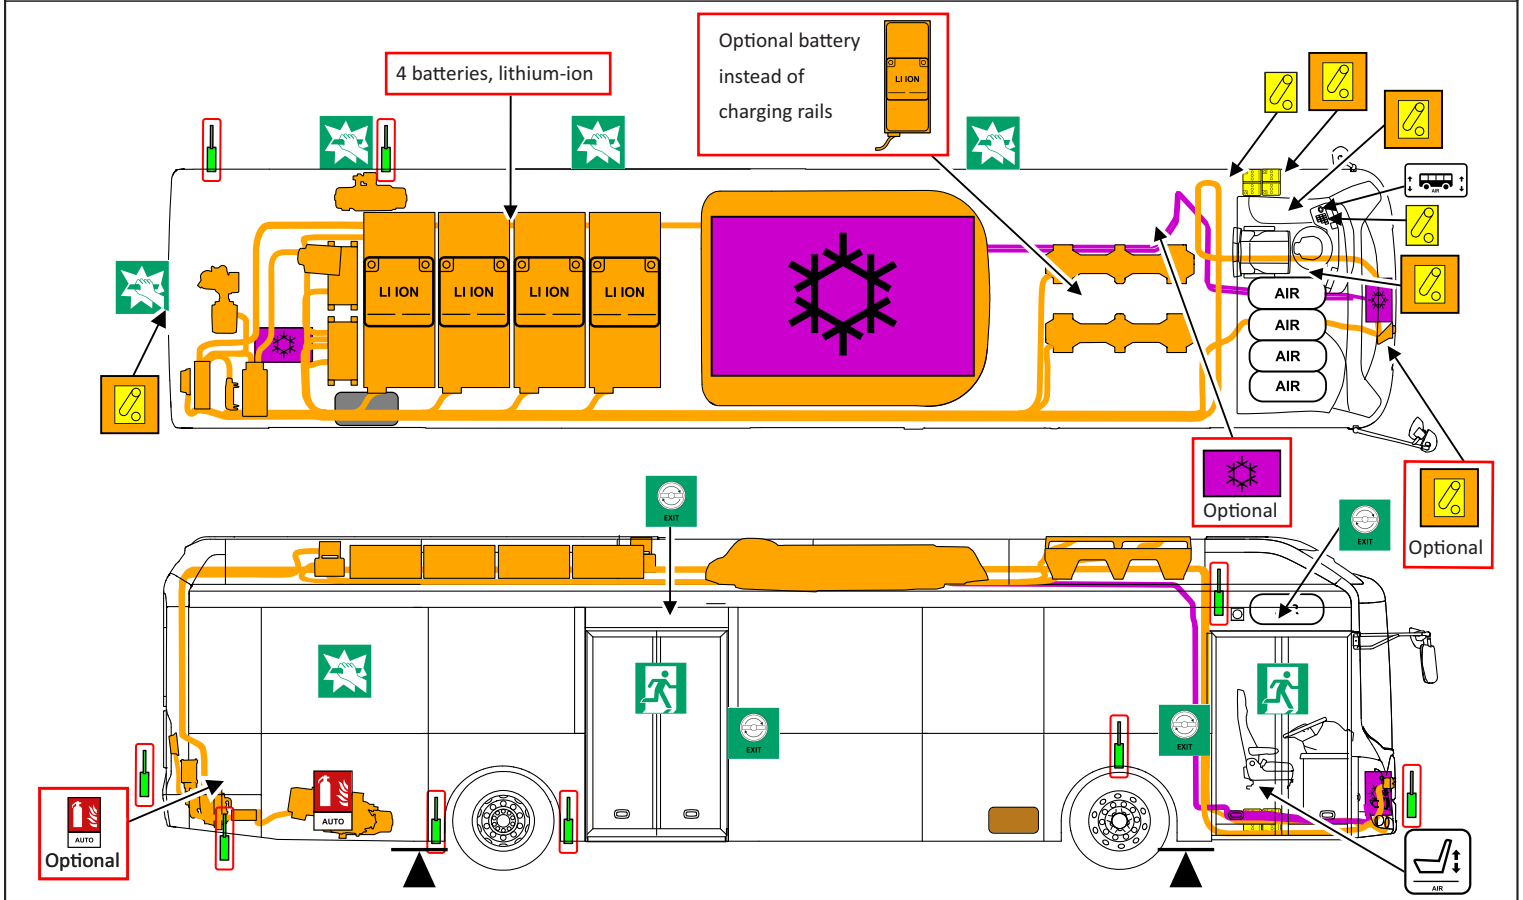 Optional battery
instead of
charging rails
LI ION
4 batteries, lithium-ion
AIR
LI ION
LI ION
LI ION
LI ION
AIR
AIR
AIR
AIR
Optional
Optional
EXIT
EXIT
EXIT
EXIT
AUTO
AUTO
Optional
AIR